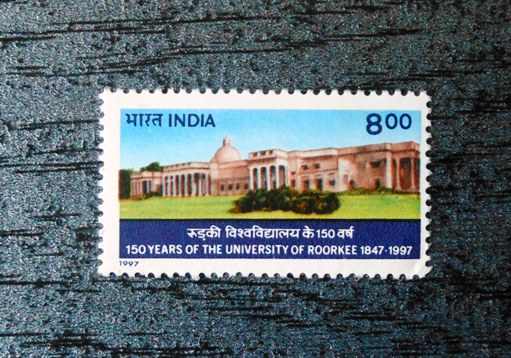 भारत INDIA 8.00
रुड़की विश्वविद्यालय के 150 वर्ष
150 YEARS OF THE UNIVERSITY OF ROORKEE 1847-1997
1997